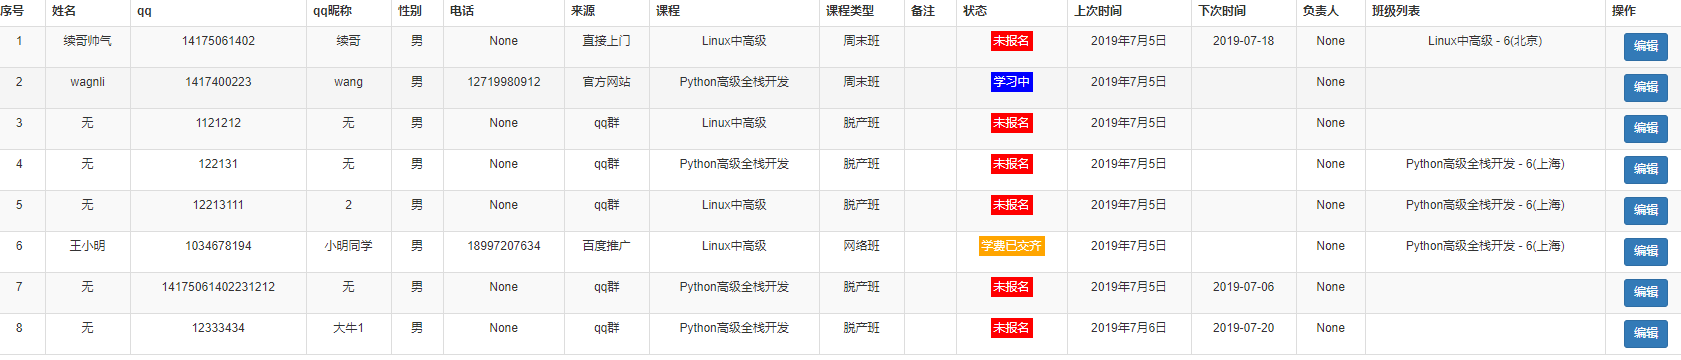 序号 姓名 qq qq昵称 性别 电话 来源 课程 课程类型 备注 状态 上次时间 下次时间 负责人 班级列表 操作
1 续哥帅气 14175061402 续哥 男 None 直接上门 Linux中高级 周末班 未报名 2019年7月5日 2019-07-18 None Linux中高级 - 6(北京) 编辑
2 wagnli 1417400223 wang 男 12719980912 官方网站 Python高级全栈开发 周末班 学习中 2019年7月5日 None 编辑
3 无 1121212 无 男 None qq群 Linux中高级 脱产班 未报名 2019年7月5日 None 编辑
4 无 122131 无 男 None qq群 Python高级全栈开发 脱产班 未报名 2019年7月5日 None Python高级全栈开发 - 6(上海) 编辑
5 无 12213111 2 男 None qq群 Linux中高级 脱产班 未报名 2019年7月5日 None Python高级全栈开发 - 6(上海) 编辑
6 王小明 1034678194 小明同学 男 18997207634 百度推广 Linux中高级 网络班 学费已交齐 2019年7月5日 None Python高级全栈开发 - 6(上海) 编辑
7 无 14175061402231212 无 男 None qq群 Python高级全栈开发 脱产班 未报名 2019年7月5日 2019-07-06 None 编辑
8 无 12333434 大牛1 男 None qq群 Python高级全栈开发 脱产班 未报名 2019年7月6日 2019-07-20 None 编辑